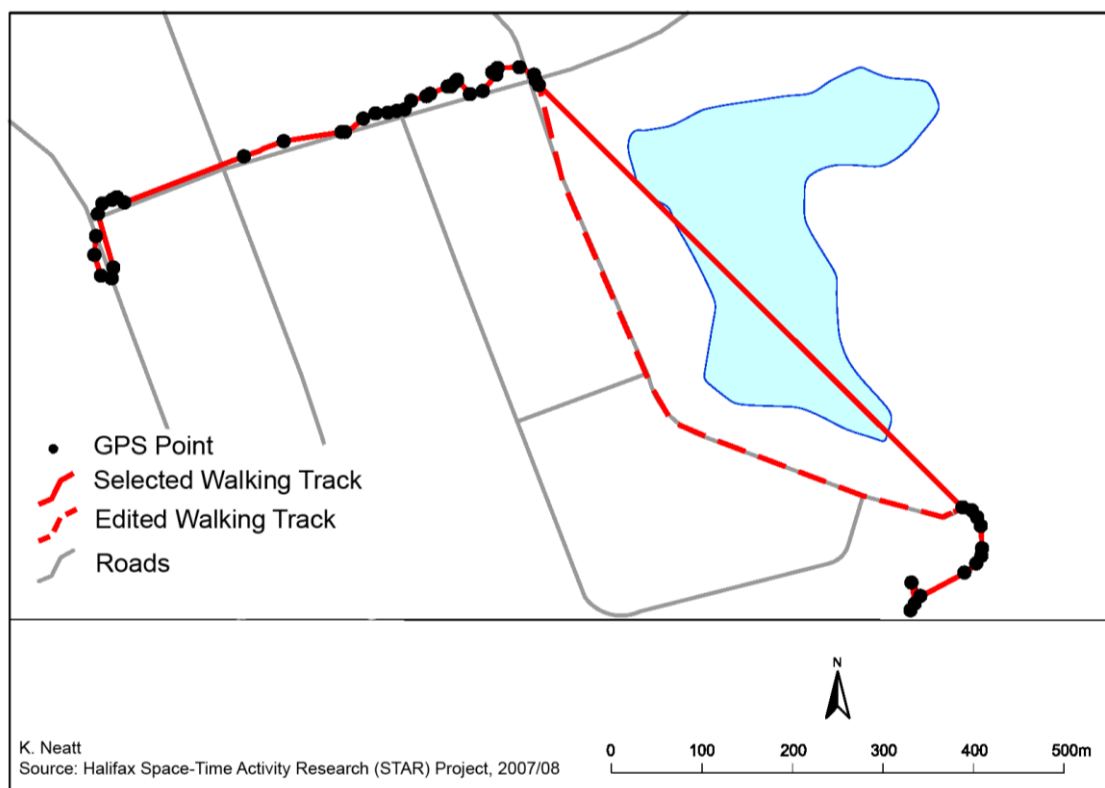 GPS Point
Selected Walking Track
Edited Walking Track
Roads
N
K. Neatt
Source: Halifax Space-Time Activity Research (STAR) Project, 2007/08
0 100 200 300 400 500m